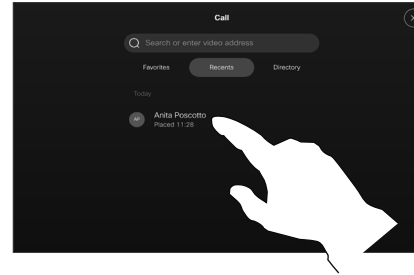 Call
Search or enter video address
Favorites Recents Directory
Today
AP
Anita Poscotto
Placed 11:28